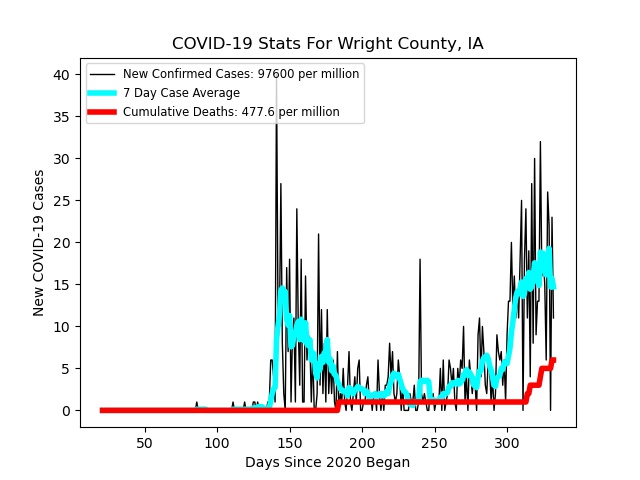 COVID-19 Stats For Wright County, IA
New Confirmed Cases: 97600 per million
7 Day Case Average
Cumulative Deaths: 477.6 per million
40
35
30
25
20
15
10
5
0
New COVID-19 Cases
50 100 150 200 250 300
Days Since 2020 Began